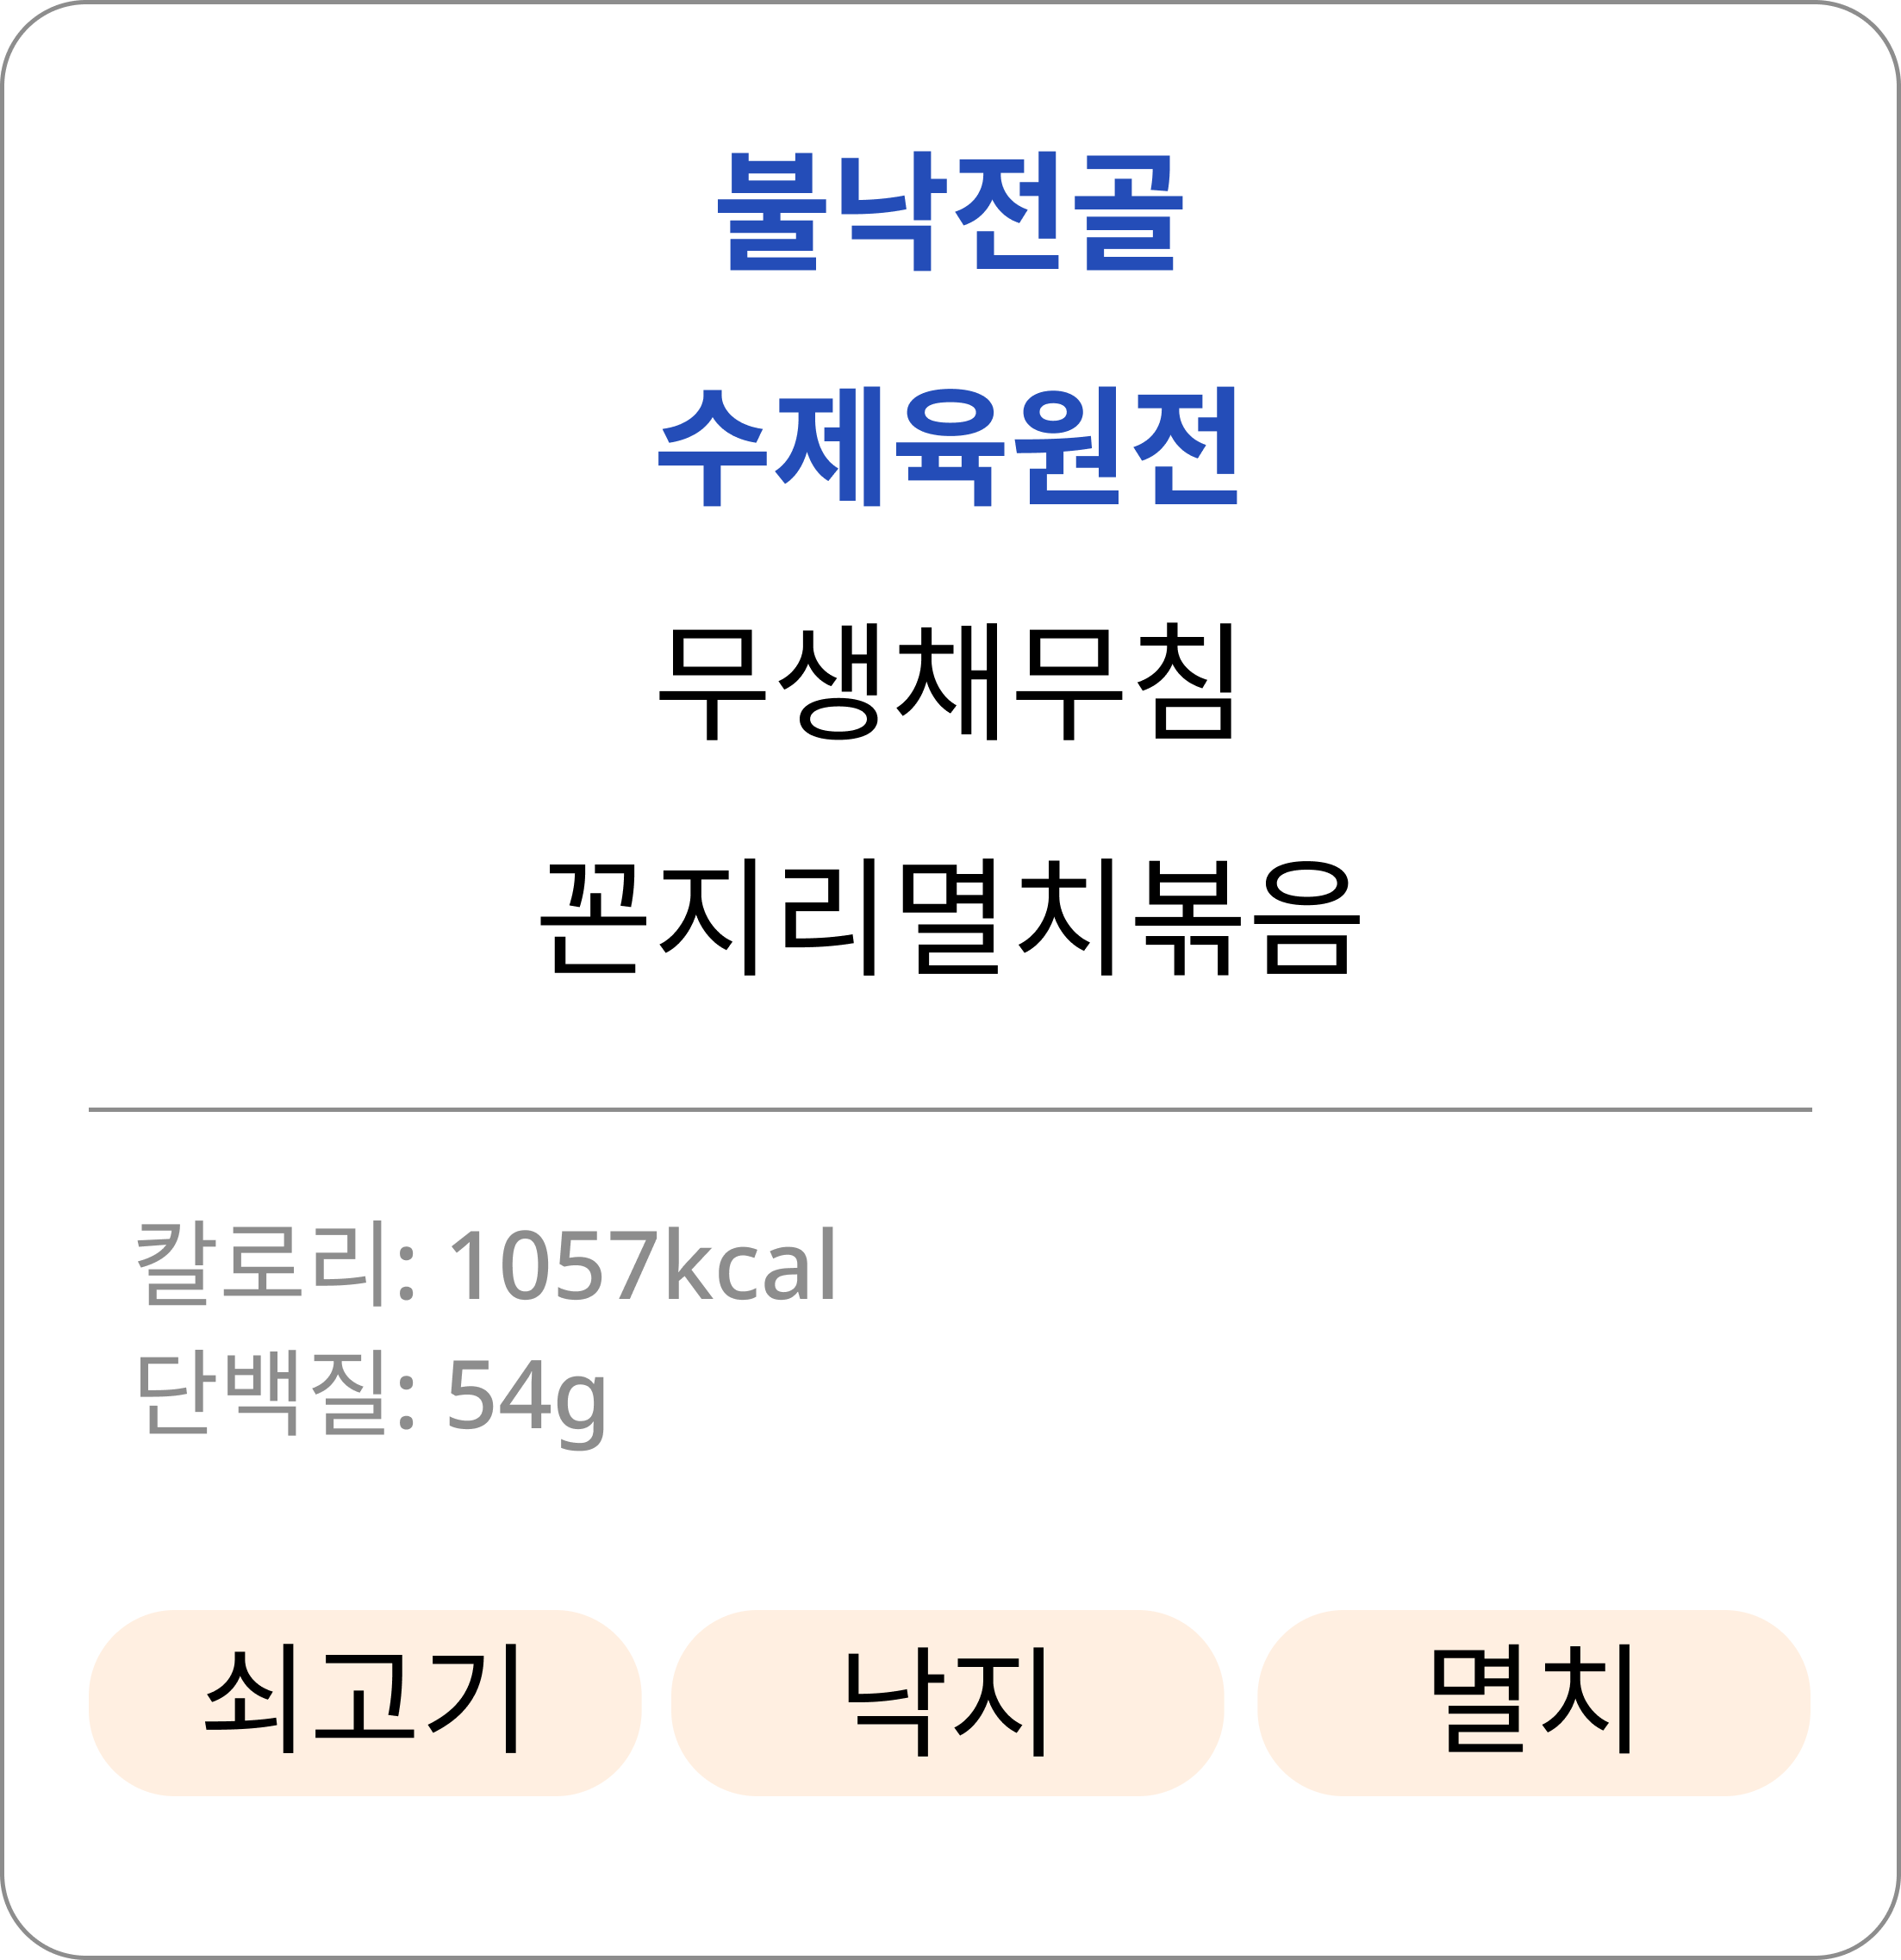 불낙전골
수제육원전
무생채무침
꼰지리멸치볶음
칼로리: 1057kcal
단백질: 54g
쇠고기
낙지
멸치